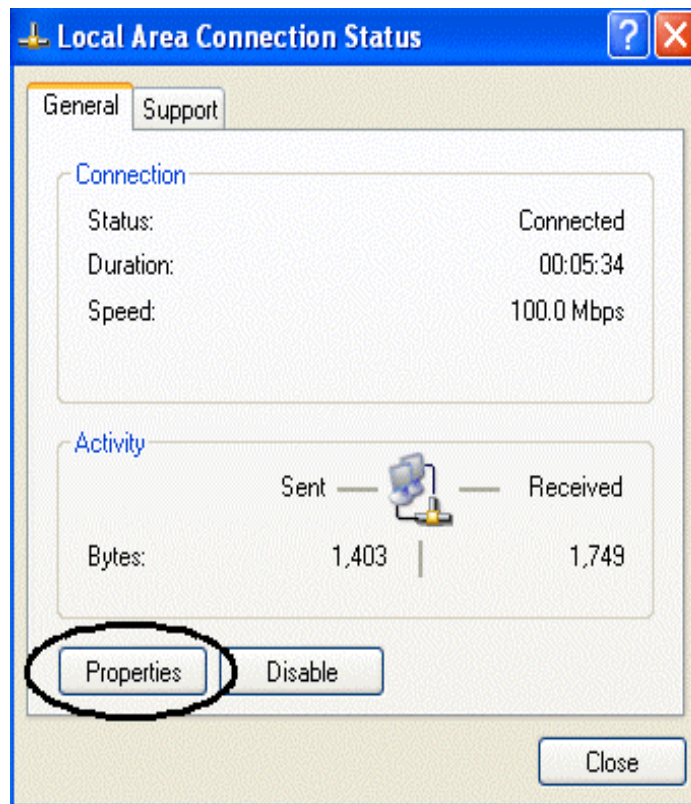 Local Area Connection Status
?
General Support
Connection
Status: Connected
Duration: 00:05:34
Speed: 100.0 Mbps
Activity
Sent Received
Bytes: 1,403 1,749
Properties Disable
Close